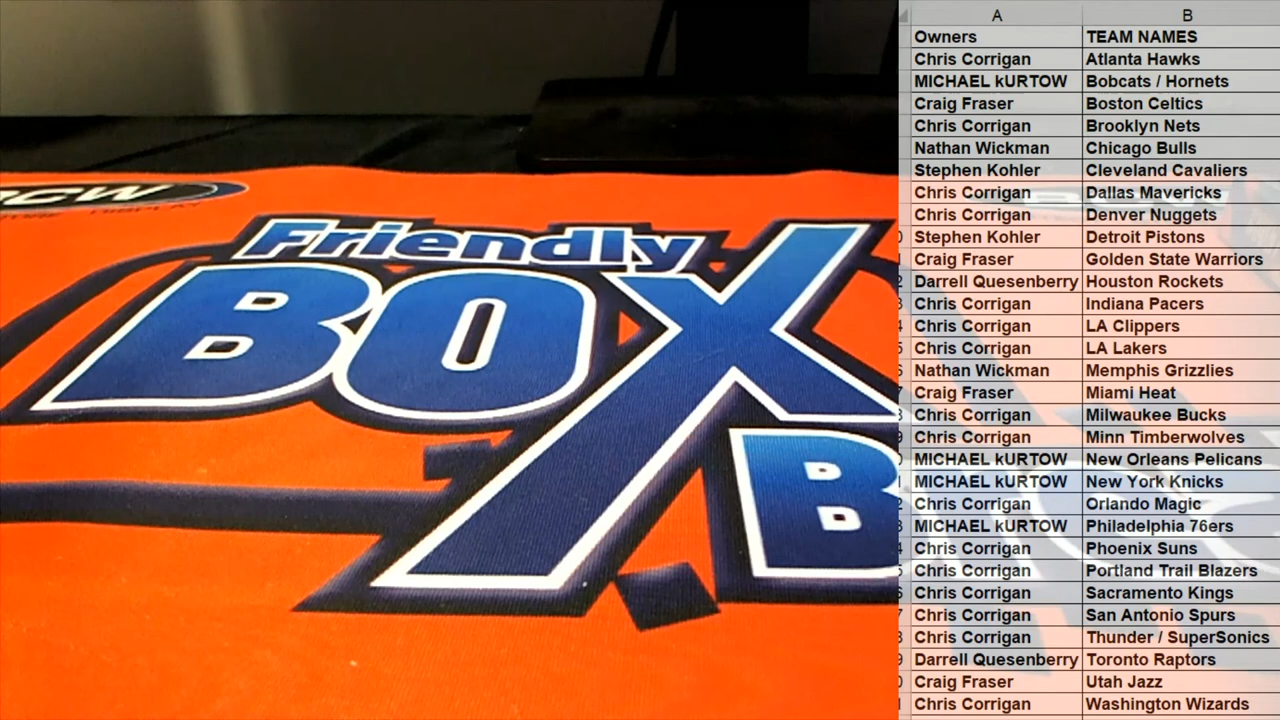 BCW
Friendly
BOX
B
A B
Owners TEAM NAMES
Chris Corrigan Atlanta Hawks
MICHAEL kURTOW Bobcats / Hornets
Craig Fraser Boston Celtics
Chris Corrigan Brooklyn Nets
Nathan Wickman Chicago Bulls
Stephen Kohler Cleveland Cavaliers
Chris Corrigan Dallas Mavericks
Chris Corrigan Denver Nuggets
Stephen Kohler Detroit Pistons
Craig Fraser Golden State Warriors
Darrell Quesenberry Houston Rockets
Chris Corrigan Indiana Pacers
Chris Corrigan LA Clippers
Chris Corrigan LA Lakers
Nathan Wickman Memphis Grizzlies
Craig Fraser Miami Heat
Chris Corrigan Milwaukee Bucks
Chris Corrigan Minn Timberwolves
MICHAEL kURTOW New Orleans Pelicans
MICHAEL kURTOW New York Knicks
Chris Corrigan Orlando Magic
MICHAEL kURTOW Philadelphia 76ers
Chris Corrigan Phoenix Suns
Chris Corrigan Portland Trail Blazers
Chris Corrigan Sacramento Kings
Chris Corrigan San Antonio Spurs
Chris Corrigan Thunder / SuperSonics
Darrell Quesenberry Toronto Raptors
Craig Fraser Utah Jazz
Chris Corrigan Washington Wizards